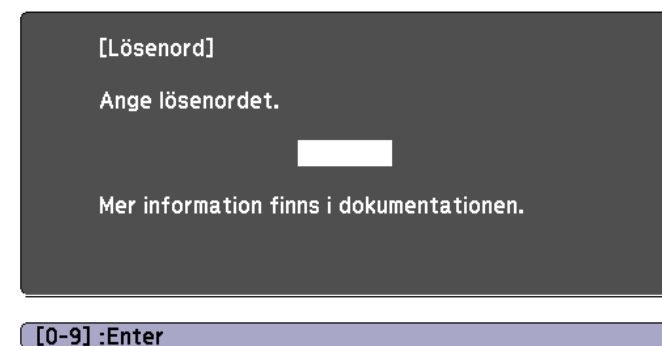 [Lösenord]
Ange lösenordet.
Mer information finns i dokumentationen.
[0-9] :Enter